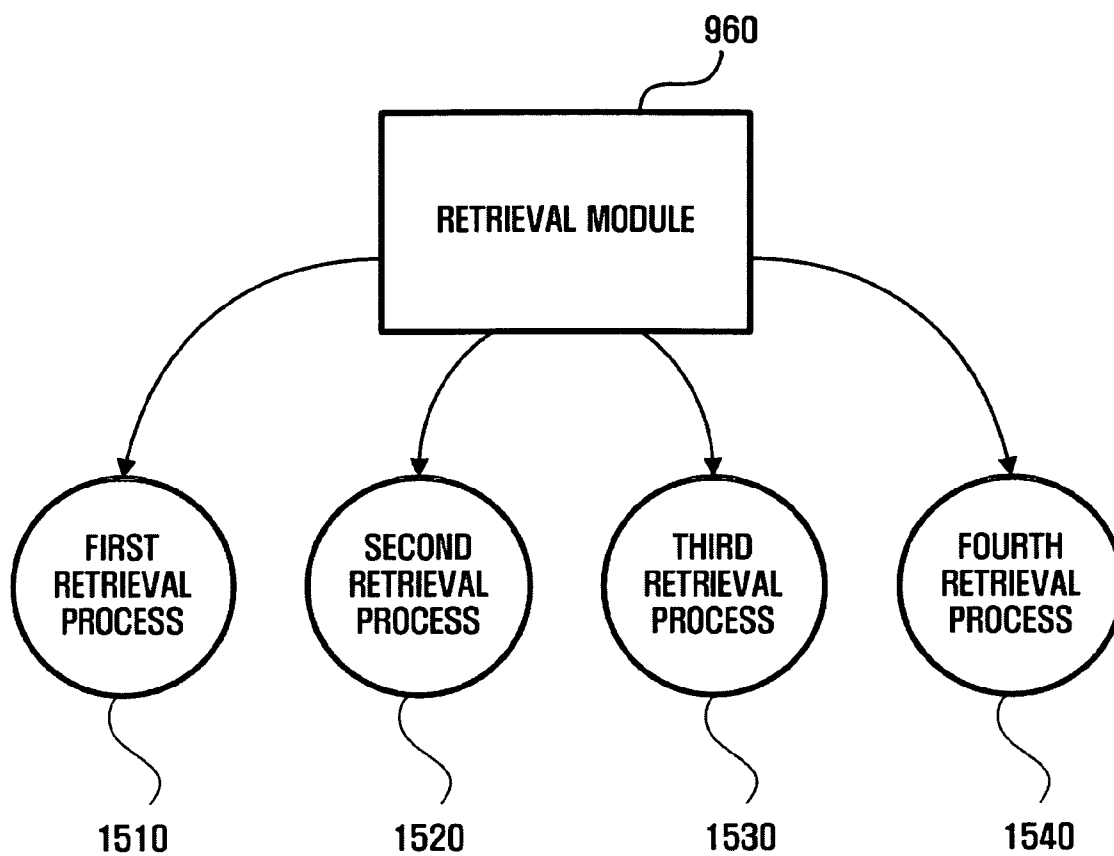 960
RETRIEVAL MODULE
FIRST
RETRIEVAL
PROCESS
SECOND
RETRIEVAL
PROCESS
THIRD
RETRIEVAL
PROCESS
FOURTH
RETRIEVAL
PROCESS
1510
1520
1530
1540